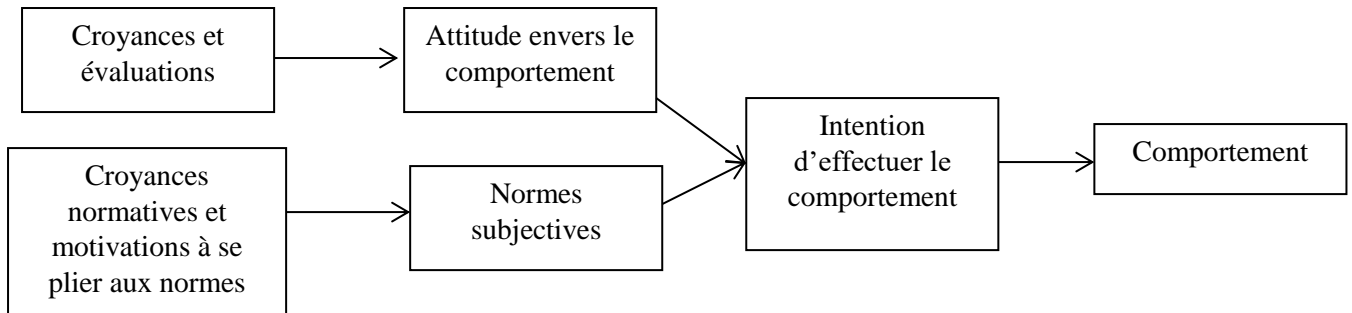 Croyances et
évaluations
Attitude envers le
comportement
Croyances
normatives et
motivations à se
plier aux normes
Normes
subjectives
Intention
d’effectuer le
comportement
Comportement